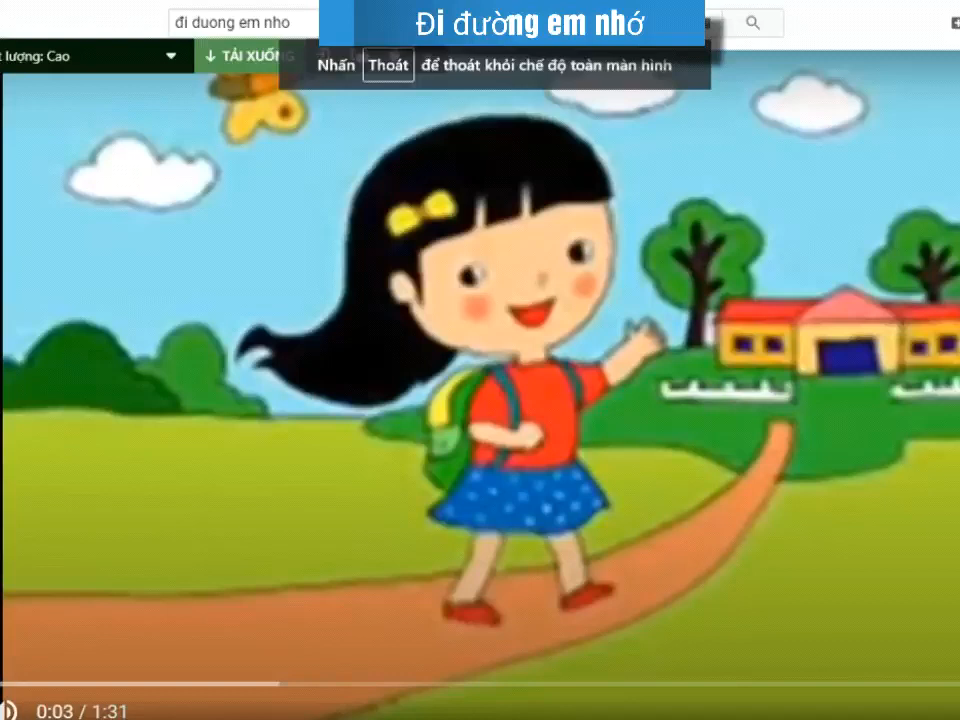 đi duong em nho
Đi đường em nhớ
t lượng: Cao
TẢI XUỐNG
Nhấn Thoát để thoát khỏi chế độ toàn màn hình
0:03 / 1:31